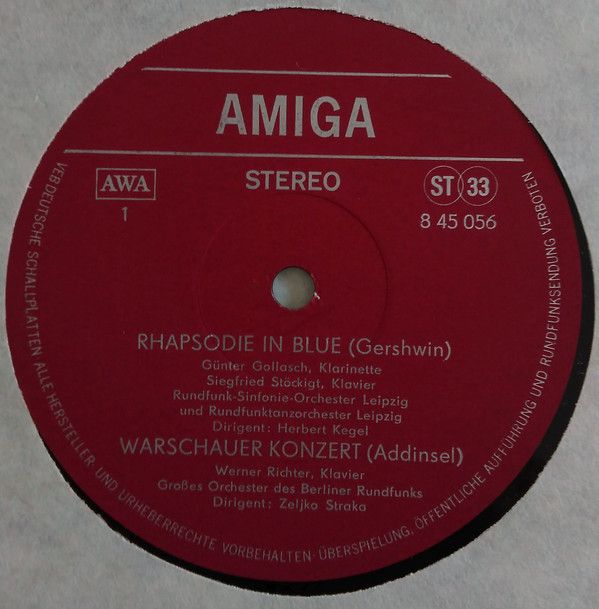 AMIGA
AWA
STEREO
ST 33
1
8 45 056
RHAPSODIE IN BLUE (Gershwin)
Günter Gollasch, Klarinette
Siegfried Stöckigt, Klavier
Rundfunk-Sinfonie-Orchester Leipzig
und Rundfunktanzorchester Leipzig
Dirigent: Herbert Kegel
WARSCHAUER KONZERT (Addinsel)
Werner Richter, Klavier
Großes Orchester des Berliner Rundfunks
Dirigent: Zeljko Straka
VEB DEUTSCHE SCHALLPLATTEN ALLE HERSTELLER- UND URHEBERRECHTE VORBEHALTEN·ÜBERSPIELUNG, ÖFFENTLICHE AUFFÜHRUNG UND RUNDFUNKSENDUNG VERBOTEN